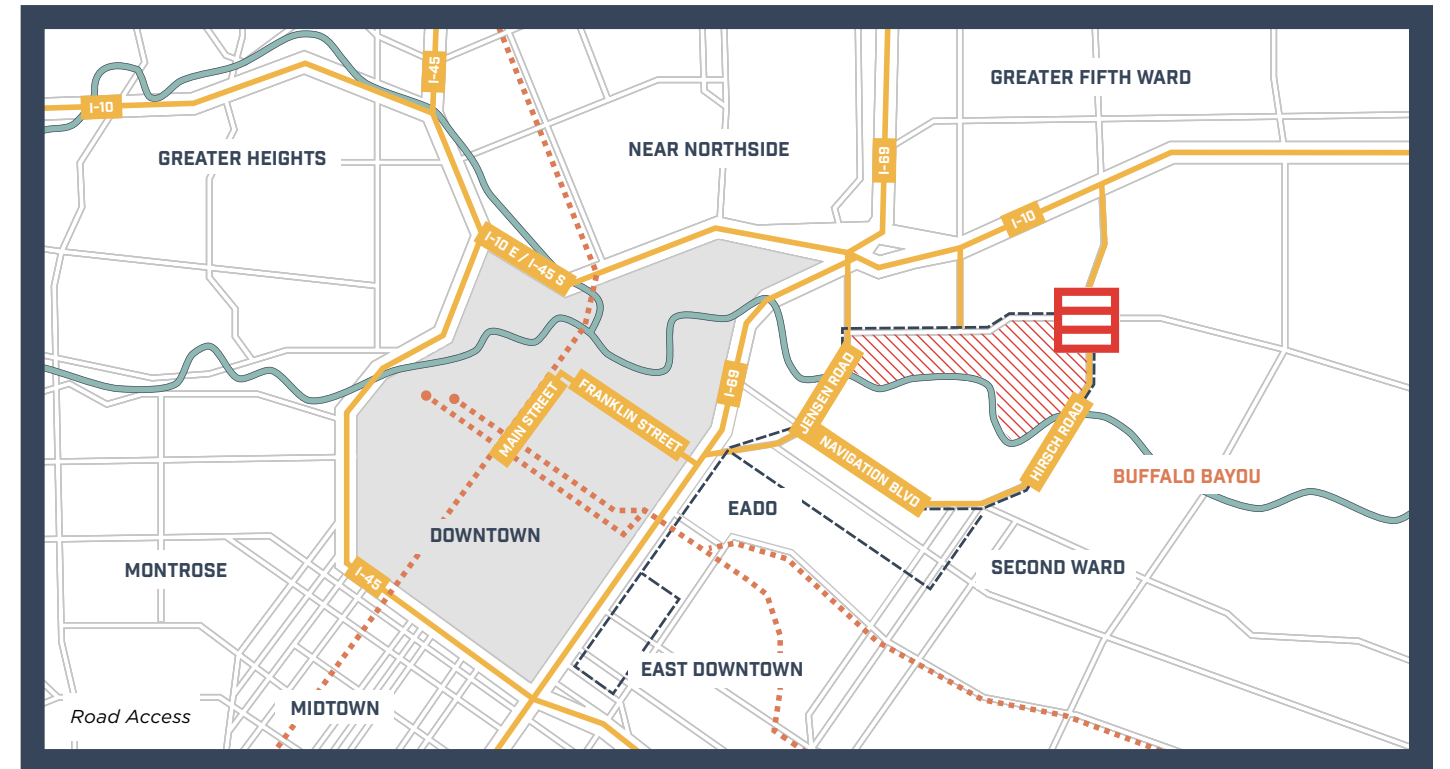 I-45
GREATER FIFTH WARD
I-10
NEAR NORTHSIDE
GREATER HEIGHTS
I-69
I-10
I-10 E / I-45 S
I-69
JENSEN ROAD
MAIN STREET
FRANKLIN STREET
HIRSCH ROAD
NAVIGATION BLVD
BUFFALO BAYOU
EADO
DOWNTOWN
SECOND WARD
MONTROSE
I-45
EAST DOWNTOWN
MIDTOWN
Road Access